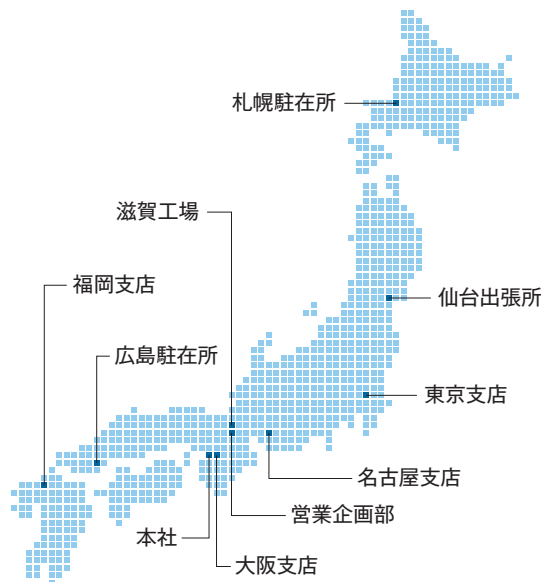 札幌駐在所
滋賀工場
福岡支店
仙台出張所
広島駐在所
東京支店
名古屋支店
営業企画部
本社
大阪支店